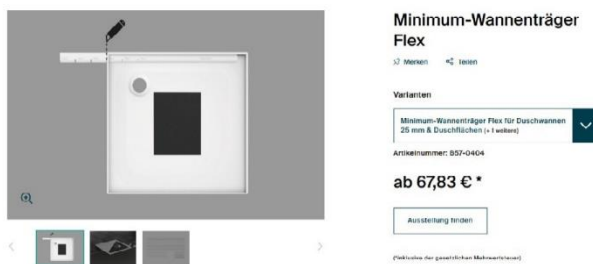 Minimum-Wannenträger
Flex
Merken Teilen
Varianten
Minimum-Wannenträger Flex für Duschwannen
25 mm & Duschflächen (+ 1 weitere)
Artikelnummer: B57-0404
ab 67,83 € *
Ausstellung finden
(*inklusive der gesetzlichen Mehrwertsteuer)